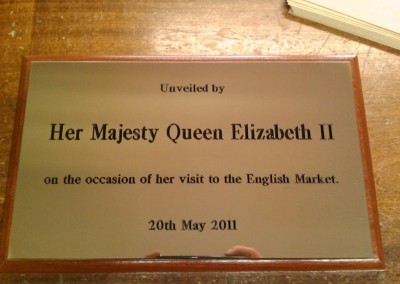 Unveiled by
Her Majesty Queen Elizabeth II
on the occasion of her visit to the English Market.
20th May 2011